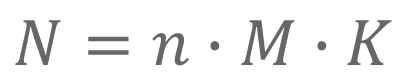 N = n · M · K